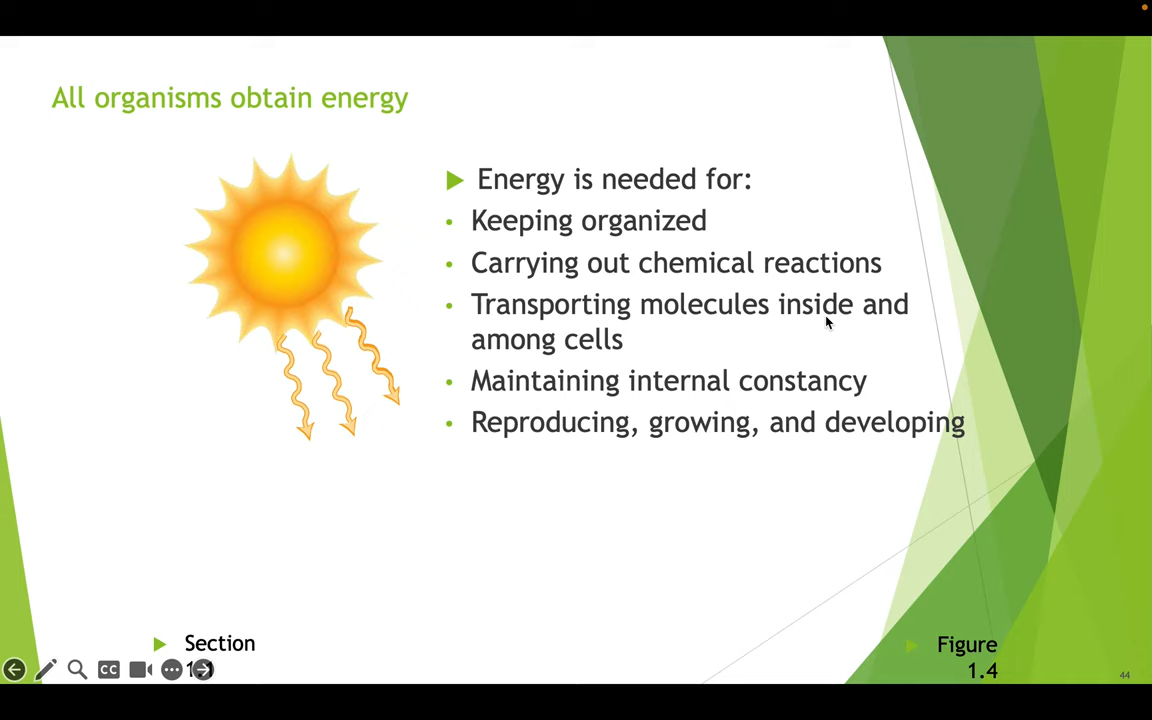 All organisms obtain energy
Energy is needed for:
Keeping organized
Carrying out chemical reactions
Transporting molecules inside and
among cells
Maintaining internal constancy
Reproducing, growing, and developing
Section
Figure
1.4
CC
44